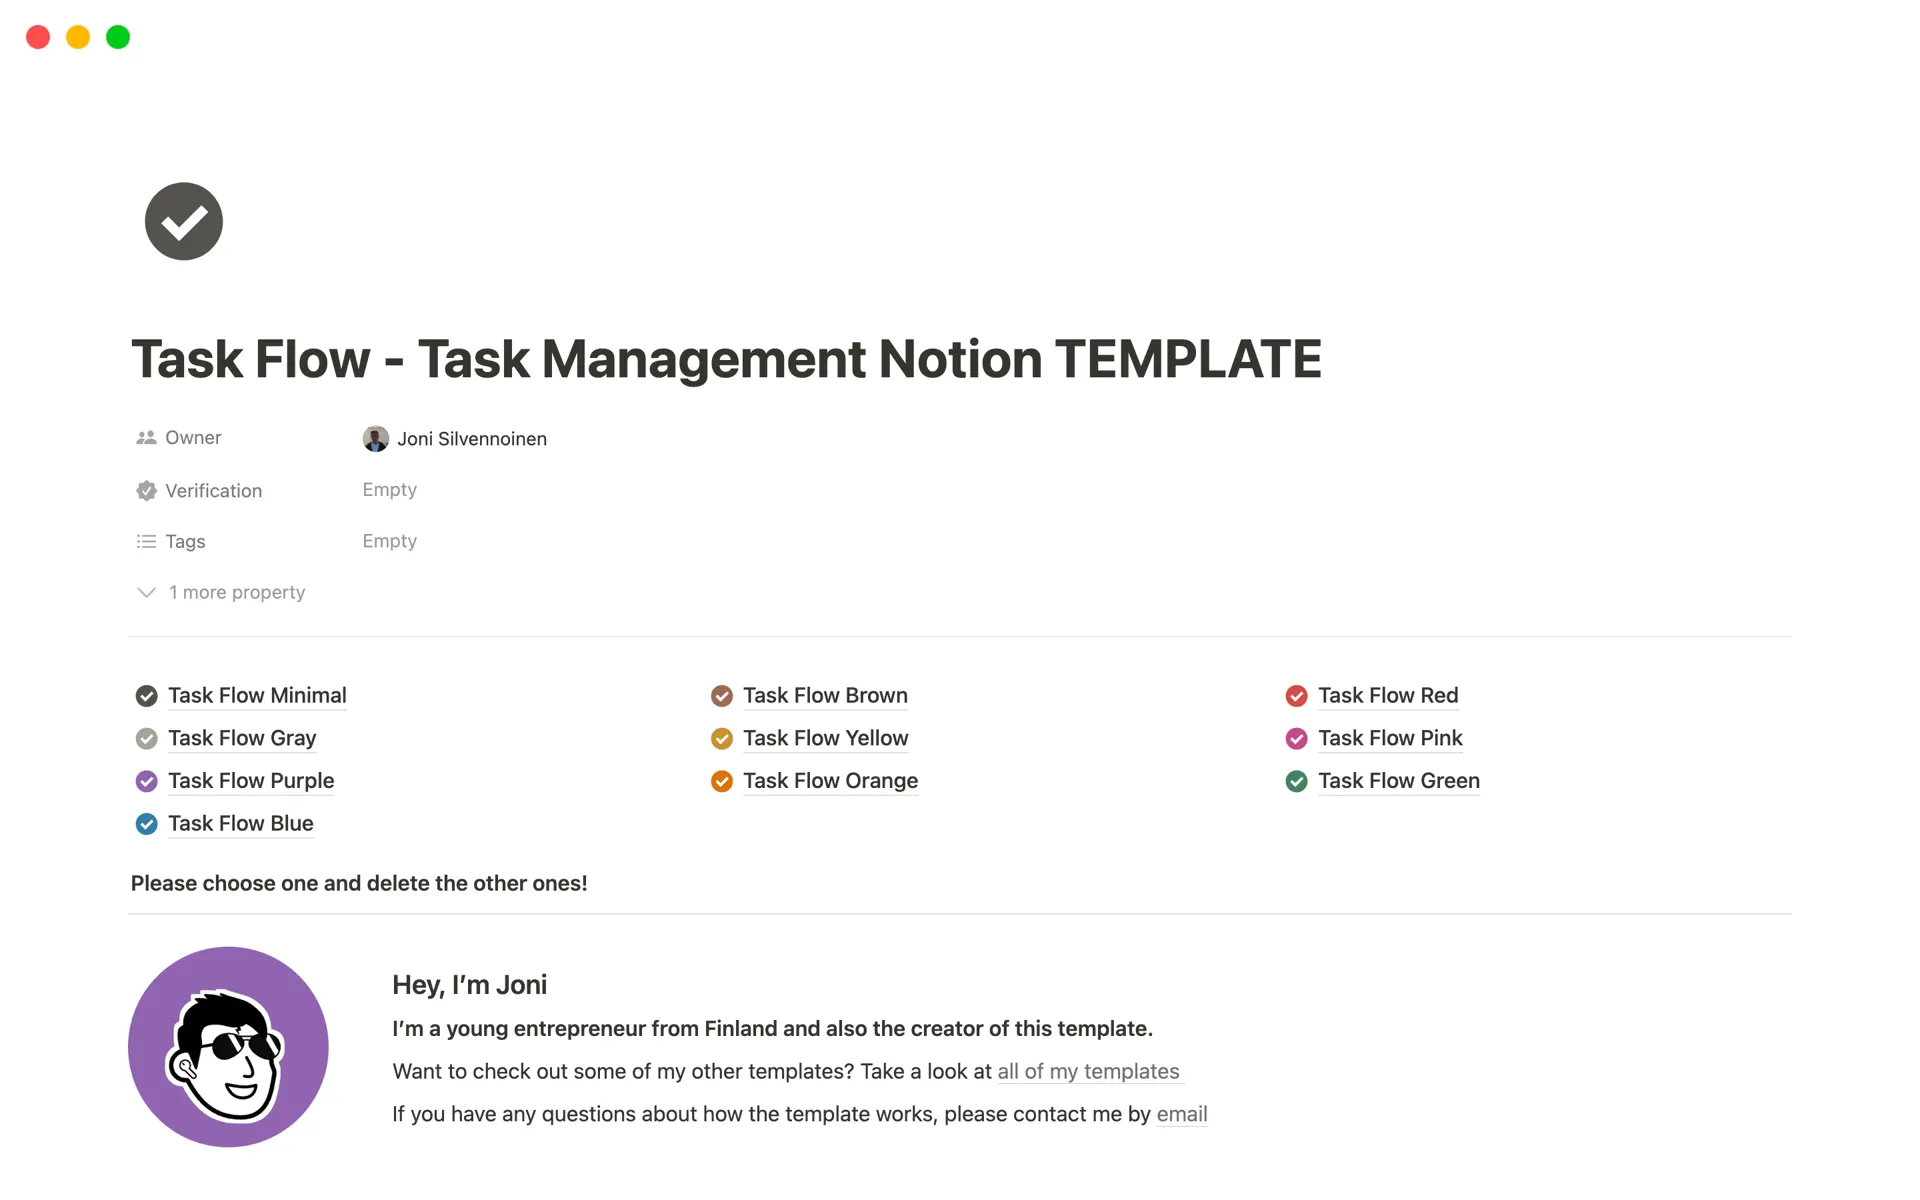 Task Flow - Task Management Notion TEMPLATE
Owner Joni Silvennoinen
Verification Empty
Tags Empty
1 more property
Task Flow Minimal
Task Flow Gray
Task Flow Purple
Task Flow Blue
Task Flow Brown
Task Flow Yellow
Task Flow Orange
Task Flow Red
Task Flow Pink
Task Flow Green
Please choose one and delete the other ones!
Hey, I’m Joni
I’m a young entrepreneur from Finland and also the creator of this template.
Want to check out some of my other templates? Take a look at all of my templates
If you have any questions about how the template works, please contact me by email